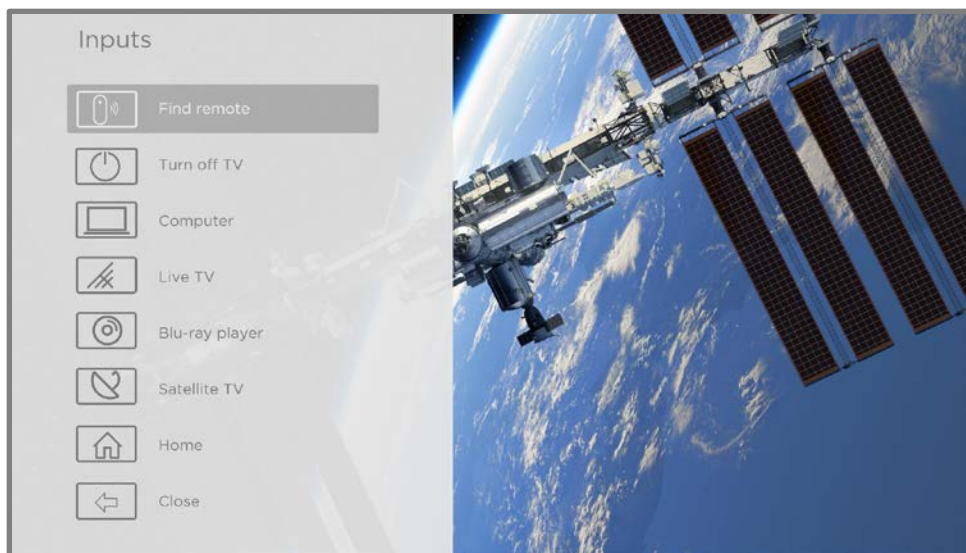 Inputs
Find remote
Turn off TV
Computer
Live TV
Blu-ray player
Satellite TV
Home
Close